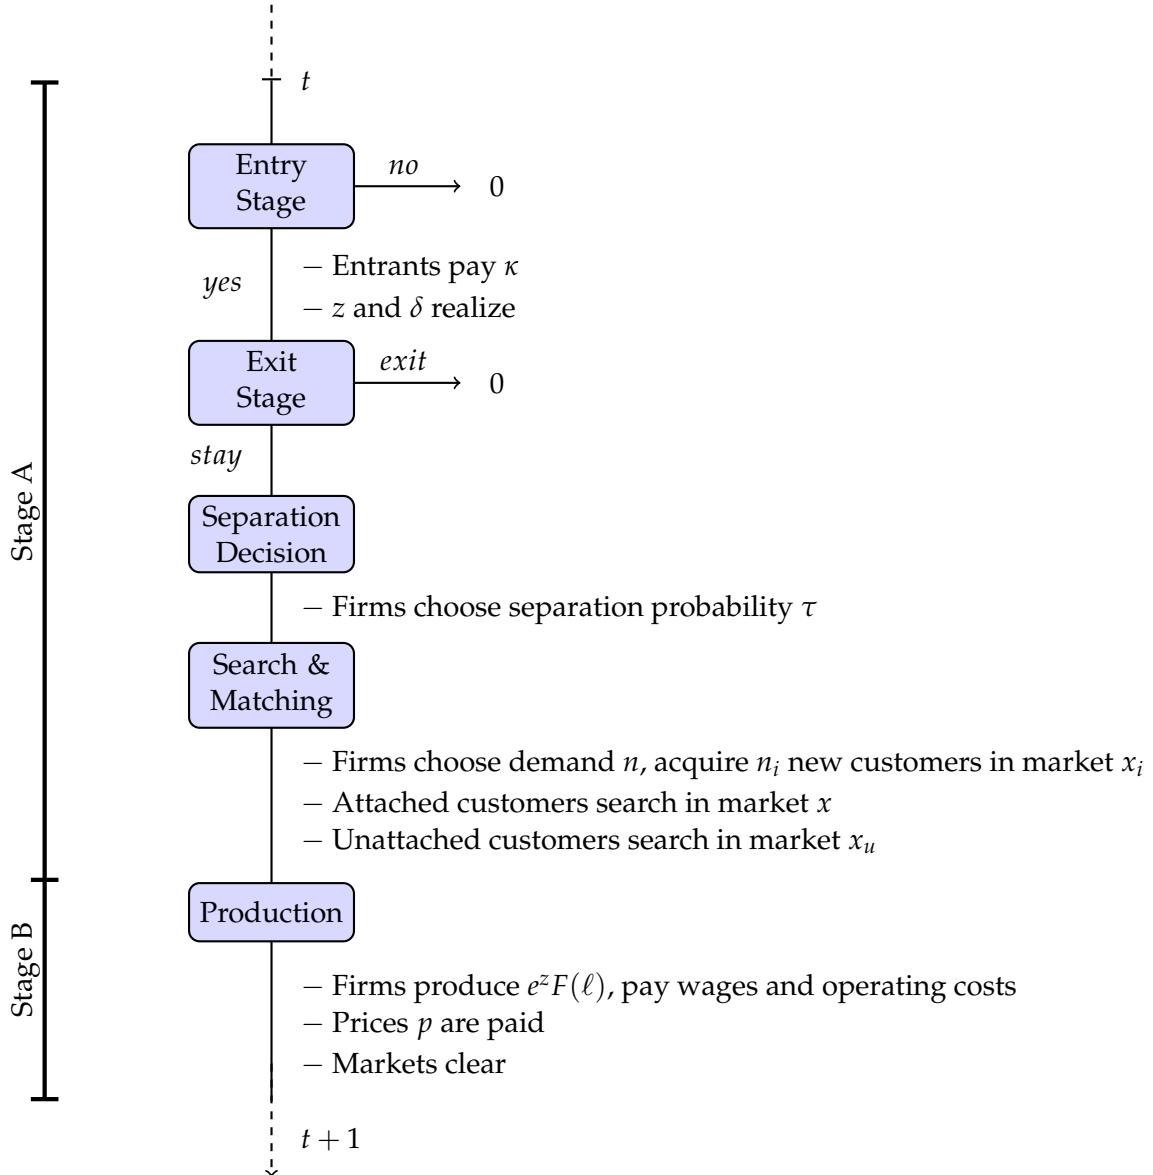 t
Entry
Stage
no
0
yes
– Entrants pay κ
– z and δ realize
Exit
Stage
exit
0
stay
Stage A
Separation
Decision
– Firms choose separation probability τ
Search &
Matching
– Firms choose demand n, acquire nᵢ new customers in market xᵢ
– Attached customers search in market x
– Unattached customers search in market xᵤ
Production
Stage B
– Firms produce eᶻF(ℓ), pay wages and operating costs
– Prices p are paid
– Markets clear
t + 1